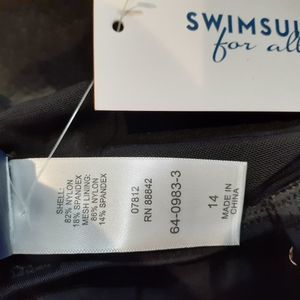 SWIMSUI
for all
SHELL:
82% NYLON
18% SPANDEX
MESH LINING:
86% NYLON
14% SPANDEX
07812
RN 88842
64-0983-3
14
MADE IN
CHINA